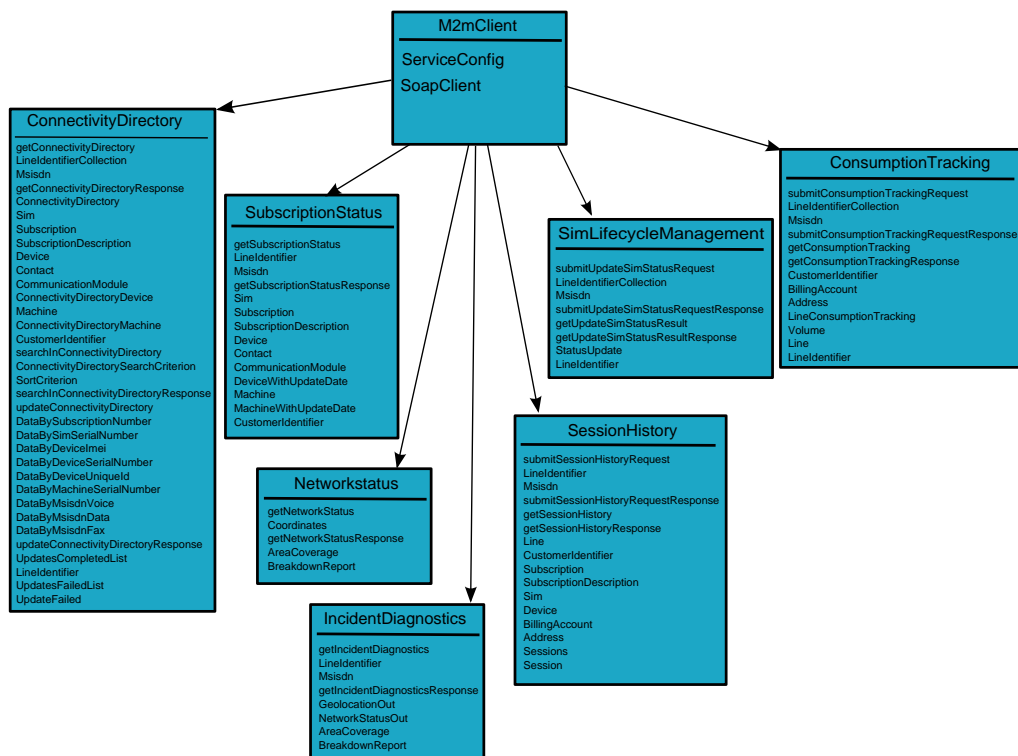 M2mClient
ServiceConfig
SoapClient
ConnectivityDirectory
getConnectivityDirectory
LineIdentifierCollection
Msisdn
getConnectivityDirectoryResponse
ConnectivityDirectory
Sim
Subscription
SubscriptionDescription
Device
Contact
CommunicationModule
ConnectivityDirectoryDevice
Machine
ConnectivityDirectoryMachine
CustomerIdentifier
searchInConnectivityDirectory
ConnectivityDirectorySearchCriterion
SortCriterion
searchInConnectivityDirectoryResponse
updateConnectivityDirectory
DataBySubscriptionNumber
DataBySimSerialNumber
DataByDeviceImei
DataByDeviceSerialNumber
DataByDeviceUniqueId
DataByMachineSerialNumber
DataByMsisdnVoice
DataByMsisdnData
DataByMsisdnFax
updateConnectivityDirectoryResponse
UpdatesCompletedList
LineIdentifier
UpdatesFailedList
UpdateFailed
SubscriptionStatus
getSubscriptionStatus
LineIdentifier
Msisdn
getSubscriptionStatusResponse
Sim
Subscription
SubscriptionDescription
Device
Contact
CommunicationModule
DeviceWithUpdateDate
Machine
MachineWithUpdateDate
CustomerIdentifier
Networkstatus
getNetworkStatus
Coordinates
getNetworkStatusResponse
AreaCoverage
BreakdownReport
IncidentDiagnostics
getIncidentDiagnostics
LineIdentifier
Msisdn
getIncidentDiagnosticsResponse
GeolocationOut
NetworkStatusOut
AreaCoverage
BreakdownReport
SessionHistory
submitSessionHistoryRequest
LineIdentifier
Msisdn
submitSessionHistoryRequestResponse
getSessionHistory
getSessionHistoryResponse
Line
CustomerIdentifier
Subscription
SubscriptionDescription
Sim
Device
BillingAccount
Address
Sessions
Session
SimLifecycleManagement
submitUpdateSimStatusRequest
LineIdentifierCollection
Msisdn
submitUpdateSimStatusRequestResponse
getUpdateSimStatusResult
getUpdateSimStatusResultResponse
StatusUpdate
LineIdentifier
ConsumptionTracking
submitConsumptionTrackingRequest
LineIdentifierCollection
Msisdn
submitConsumptionTrackingRequestResponse
getConsumptionTracking
getConsumptionTrackingResponse
CustomerIdentifier
BillingAccount
Address
LineConsumptionTracking
Volume
Line
LineIdentifier